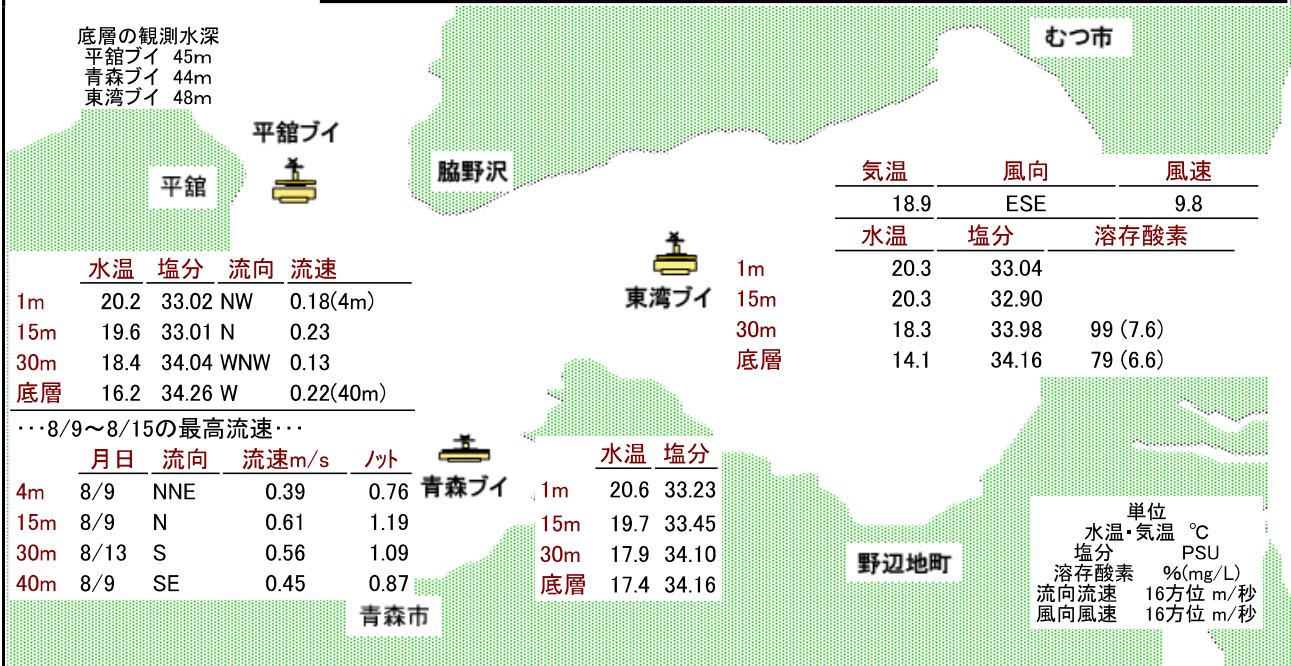 底層の観測水深
平舘ブイ 45m
青森ブイ 44m
東湾ブイ 48m
むつ市
平舘ブイ
平舘
脇野沢
気温 風向 風速
18.9 ESE 9.8
水温 塩分 溶存酸素
1m 20.3 33.04
15m 20.3 32.90
30m 18.3 33.98 99 (7.6)
底層 14.1 34.16 79 (6.6)
東湾ブイ
水温 塩分 流向 流速
1m 20.2 33.02 NW 0.18(4m)
15m 19.6 33.01 N 0.23
30m 18.4 34.04 WNW 0.13
底層 16.2 34.26 W 0.22(40m)
･･･8/9～8/15の最高流速･･･
月日 流向 流速m/s ﾉｯﾄ
4m 8/9 NNE 0.39 0.76
15m 8/9 N 0.61 1.19
30m 8/13 S 0.56 1.09
40m 8/9 SE 0.45 0.87
青森ブイ
水温 塩分
1m 20.6 33.23
15m 19.7 33.45
30m 17.9 34.10
底層 17.4 34.16
青森市
野辺地町
単位
水温･気温 ℃
塩分 PSU
溶存酸素 %(mg/L)
流向流速 16方位 m/秒
風向風速 16方位 m/秒